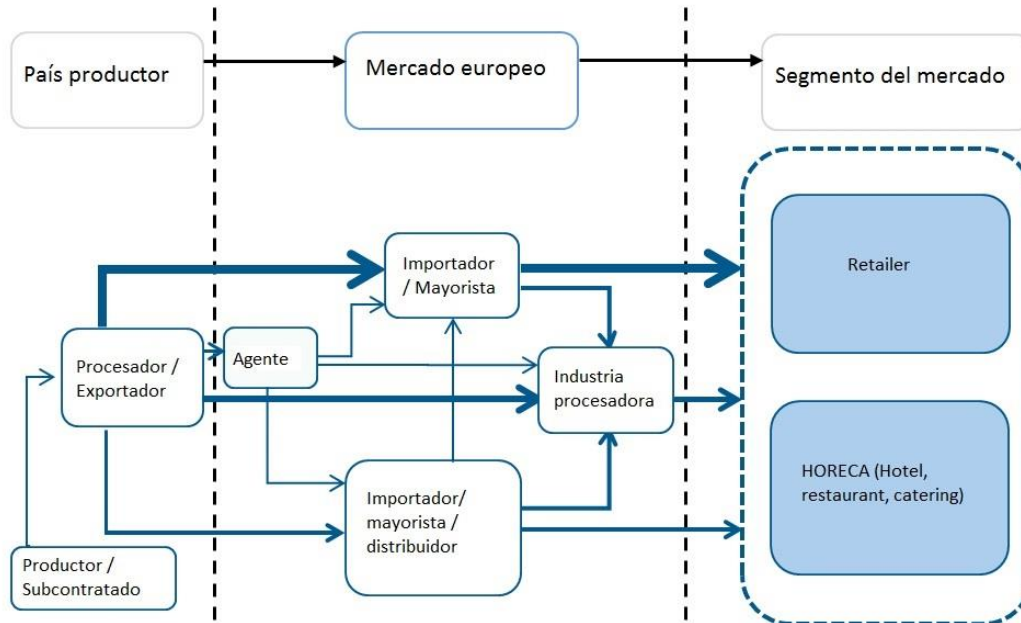 País productor
Mercado europeo
Segmento del mercado
Importador
/ Mayorista
Retailer
Procesador /
Exportador
Agente
Industria
procesadora
HORECA (Hotel,
restaurant, catering)
Importador/
mayorista /
distribuidor
Productor /
Subcontratado